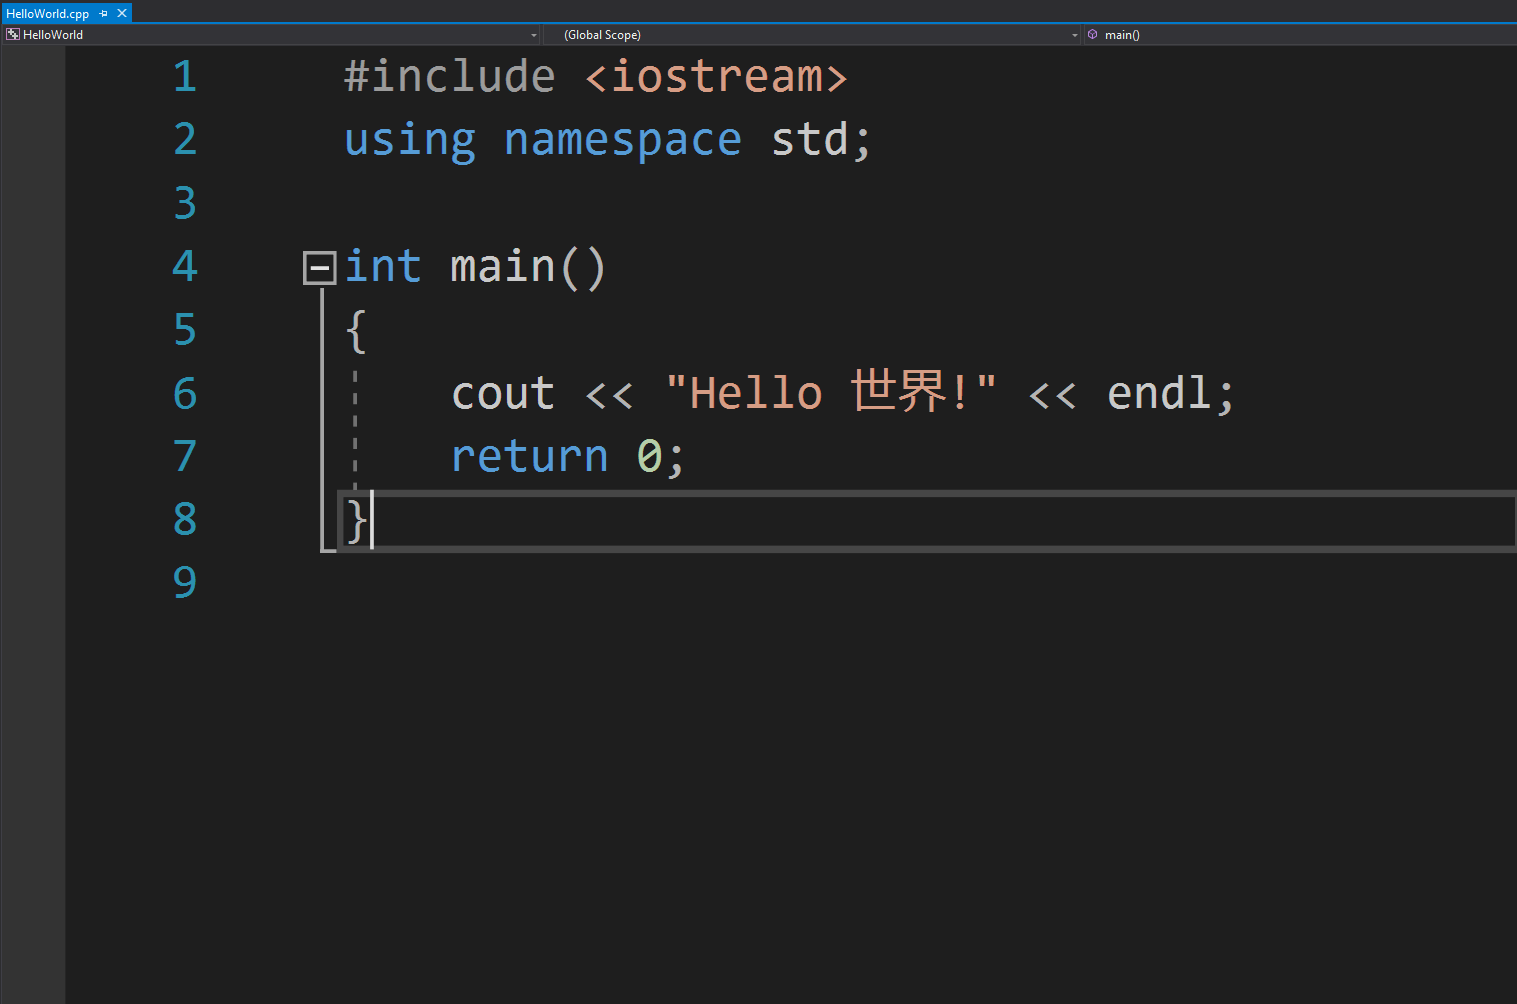 HelloWorld.cpp
HelloWorld (Global Scope) main()
1 #include <iostream>
2 using namespace std;
3
4 int main()
5 {
6     cout << "Hello 世界!" << endl;
7     return 0;
8 }
9